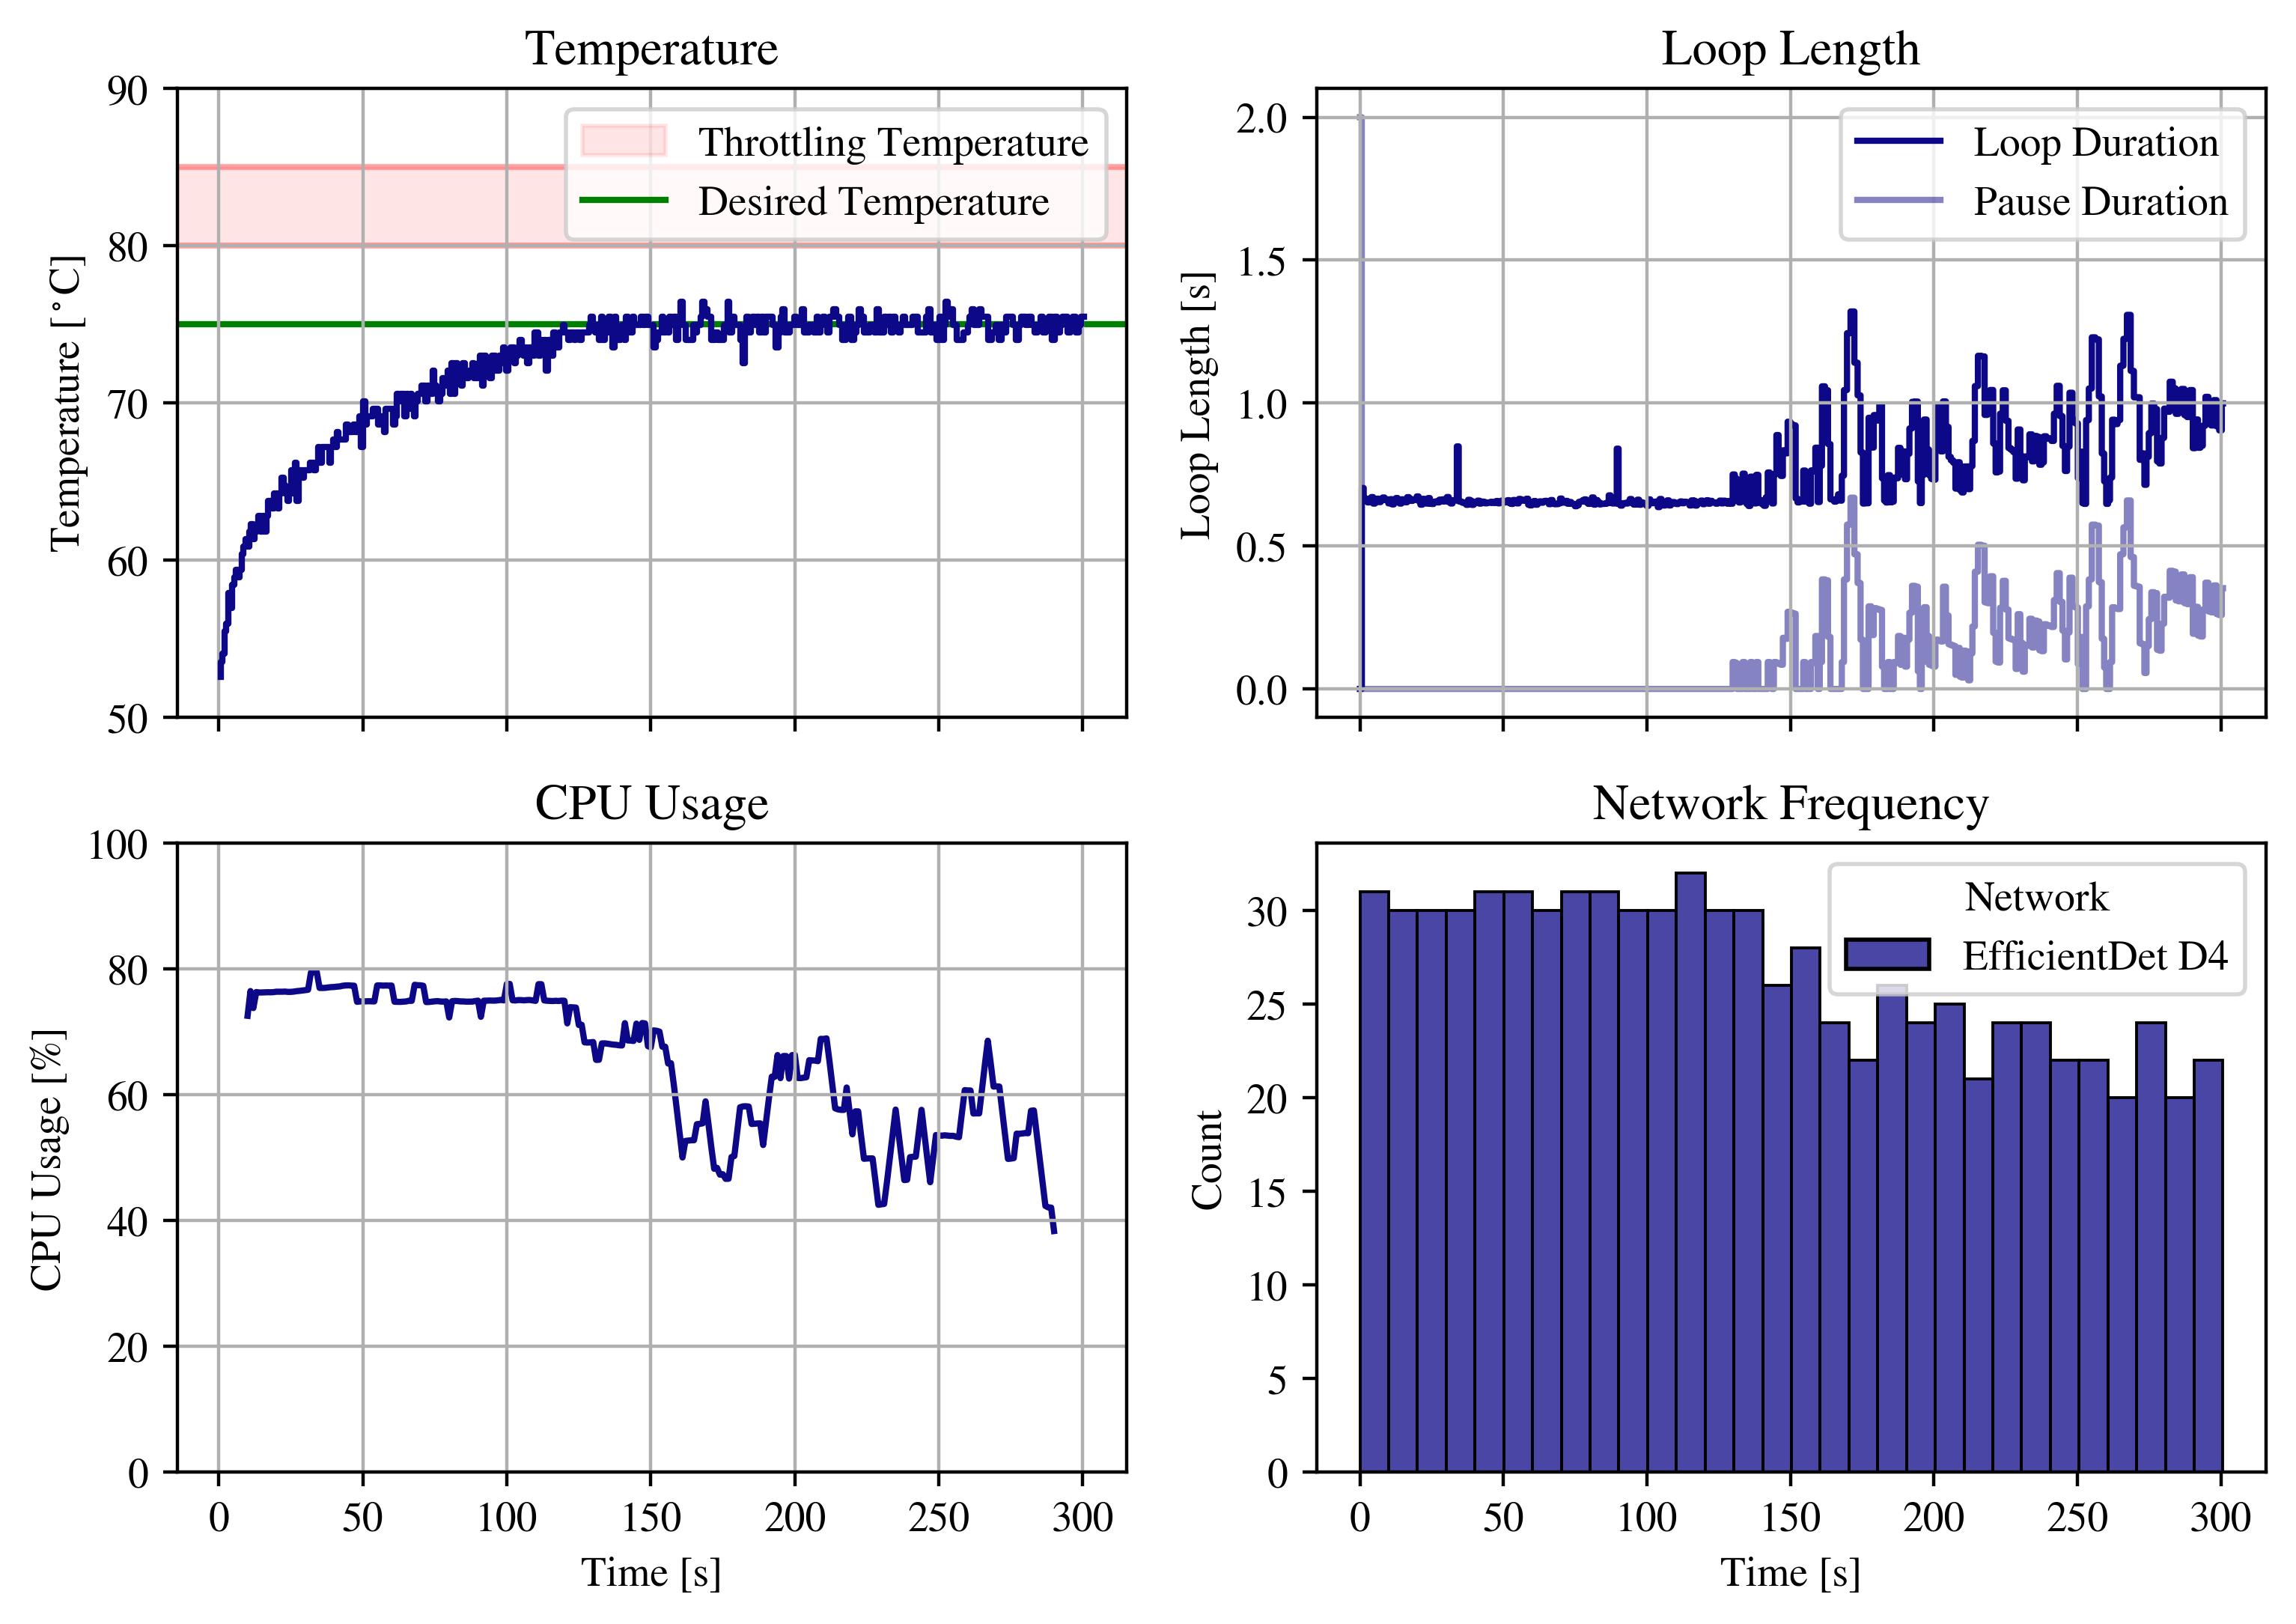 Temperature
90
80
70
60
50
Temperature [°C]
Throttling Temperature
Desired Temperature
Loop Length
2.0
1.5
1.0
0.5
0.0
Loop Length [s]
Loop Duration
Pause Duration
CPU Usage
100
80
60
40
20
0
CPU Usage [%]
0 50 100 150 200 250 300
Time [s]
Network Frequency
30
25
20
15
10
5
0
Count
Network
EfficientDet D4
0 50 100 150 200 250 300
Time [s]